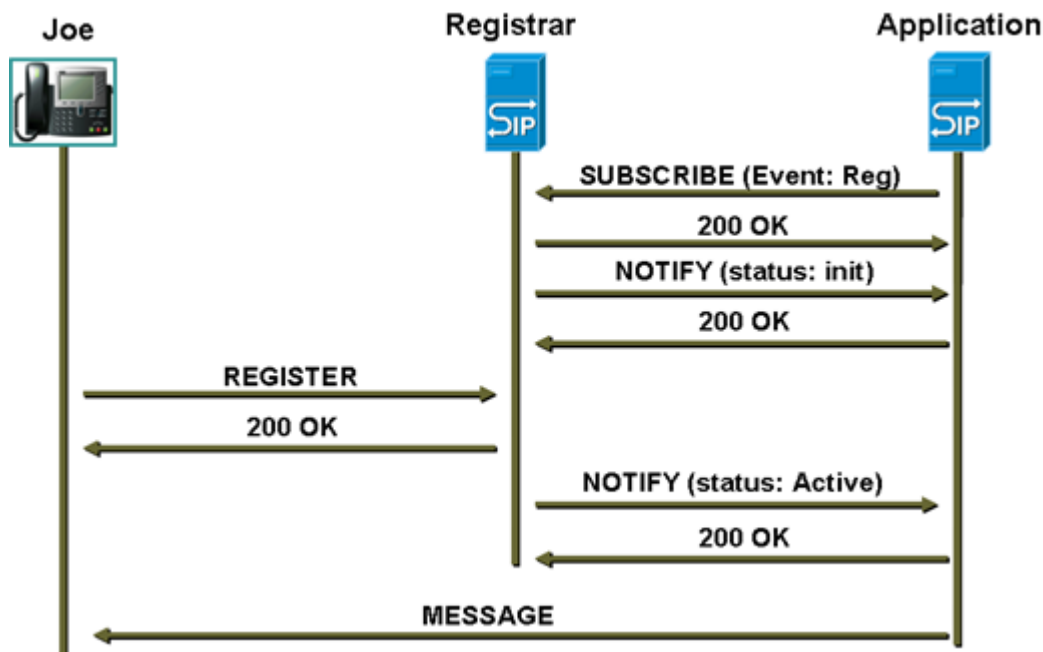 Joe
Registrar
Application
SIP
SIP
SUBSCRIBE (Event: Reg)
200 OK
NOTIFY (status: init)
200 OK
REGISTER
200 OK
NOTIFY (status: Active)
200 OK
MESSAGE